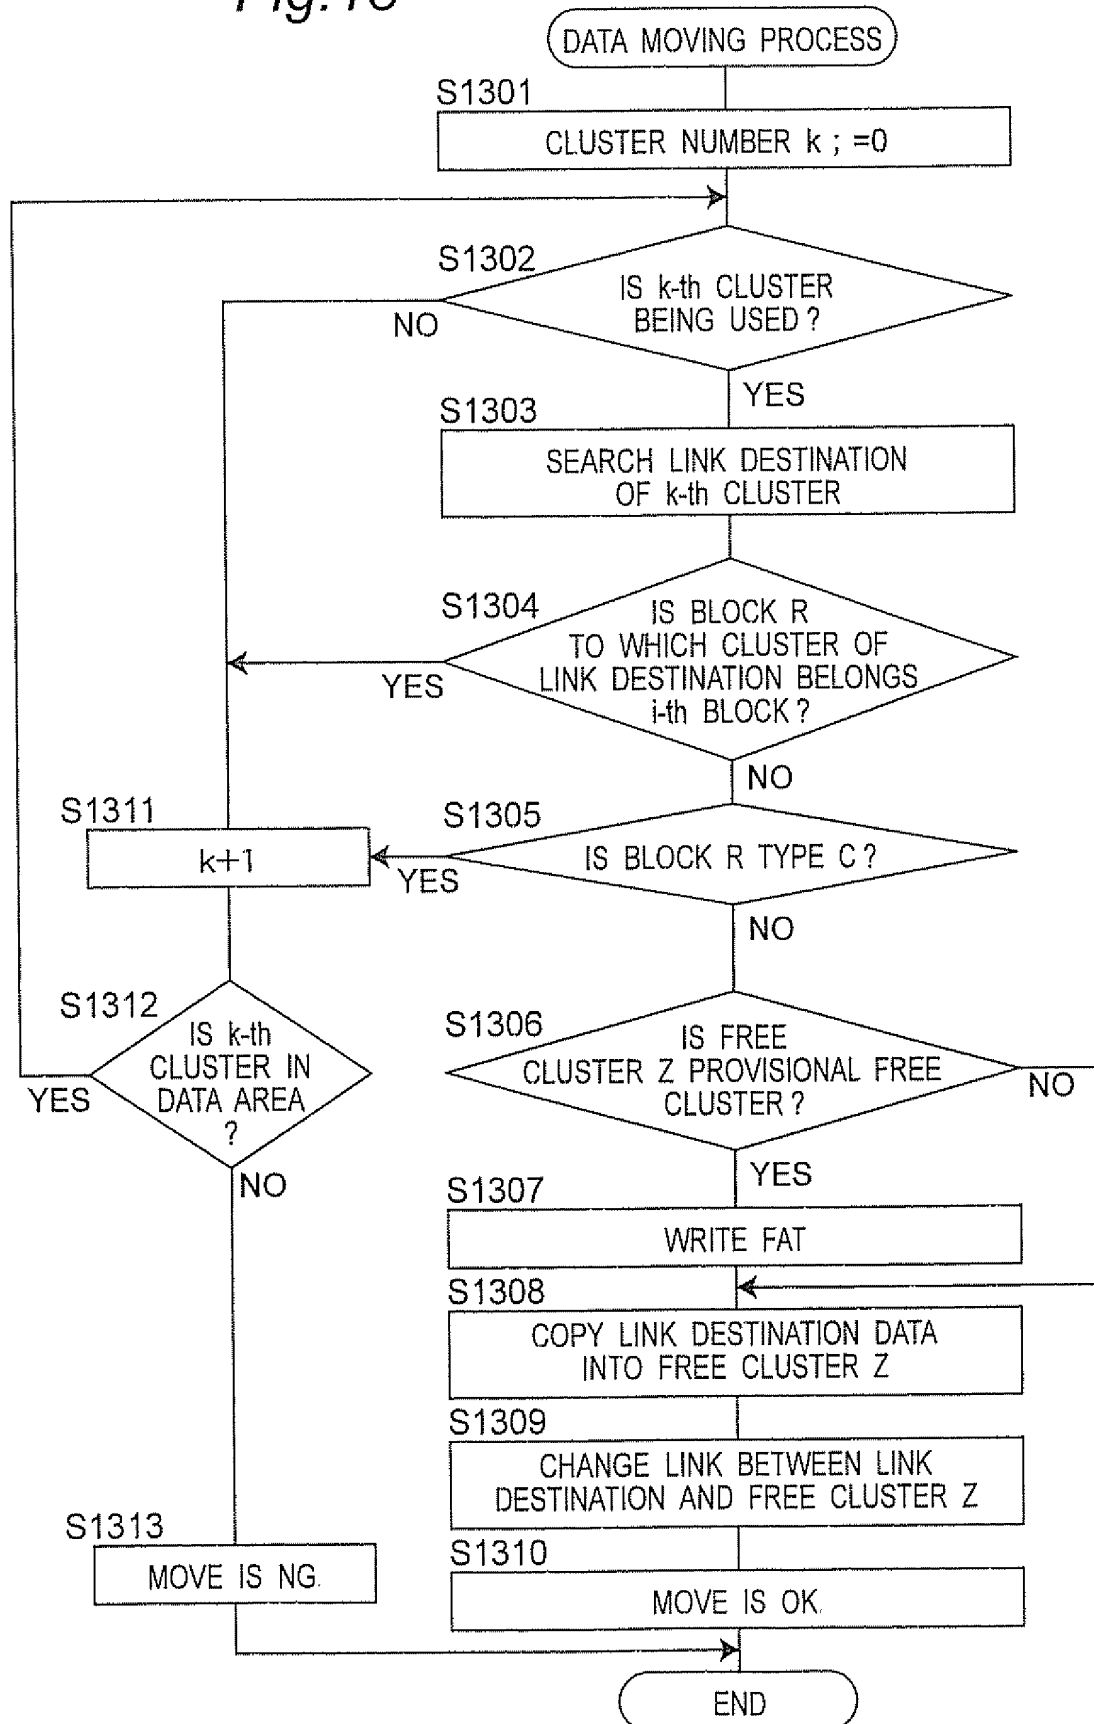 DATA MOVING PROCESS
S1301
CLUSTER NUMBER k ; =0
S1302
IS k-th CLUSTER
BEING USED?
NO
YES
S1303
SEARCH LINK DESTINATION
OF k-th CLUSTER
S1304
IS BLOCK R
TO WHICH CLUSTER OF
LINK DESTINATION BELONGS
i-th BLOCK?
YES
NO
S1311
k+1
S1305
IS BLOCK R TYPE C?
YES
NO
S1312
IS k-th
CLUSTER IN
DATA AREA
?
YES
NO
S1306
IS FREE
CLUSTER Z PROVISIONAL FREE
CLUSTER?
NO
YES
S1307
WRITE FAT
S1308
COPY LINK DESTINATION DATA
INTO FREE CLUSTER Z
S1309
CHANGE LINK BETWEEN LINK
DESTINATION AND FREE CLUSTER Z
S1313
MOVE IS NG.
S1310
MOVE IS OK.
END